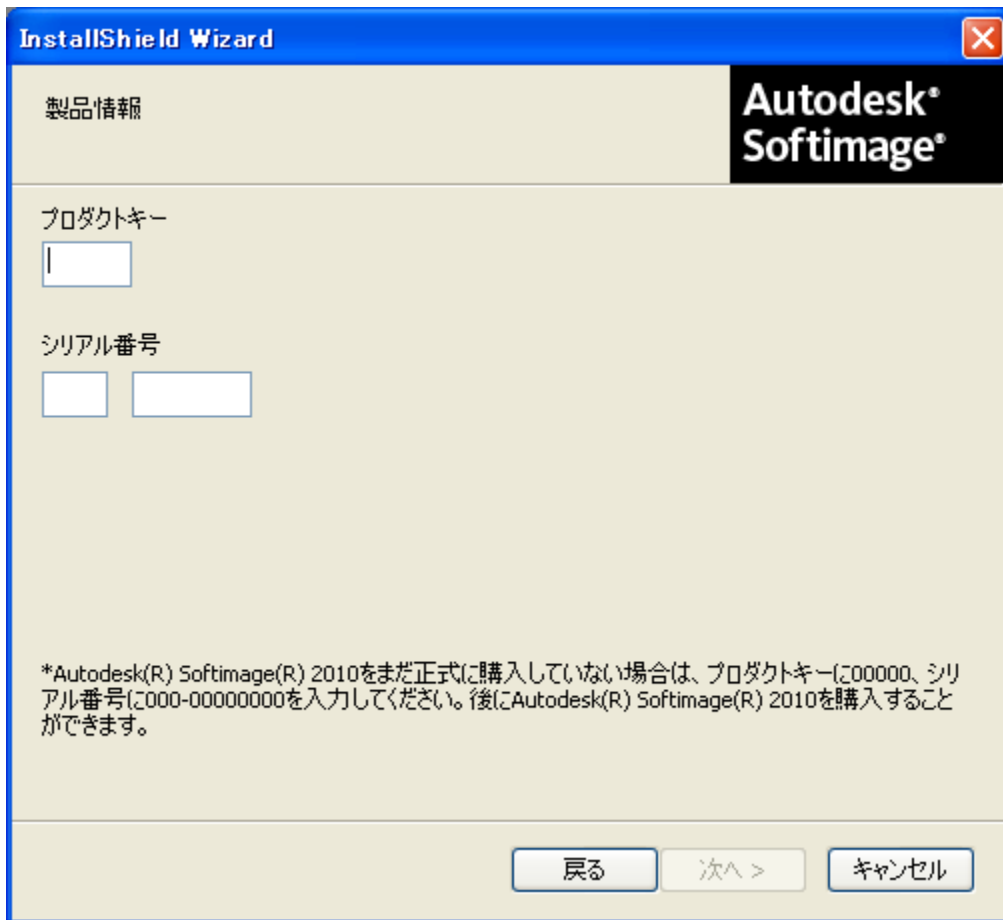 InstallShield Wizard
製品情報
Autodesk®
Softimage®
プロダクトキー
シリアル番号
*Autodesk(R) Softimage(R) 2010をまだ正式に購入していない場合は、プロダクトキーに00000、シリ
アル番号に000-00000000を入力してください。後にAutodesk(R) Softimage(R) 2010を購入すること
ができます。
戻る
次へ >
キャンセル